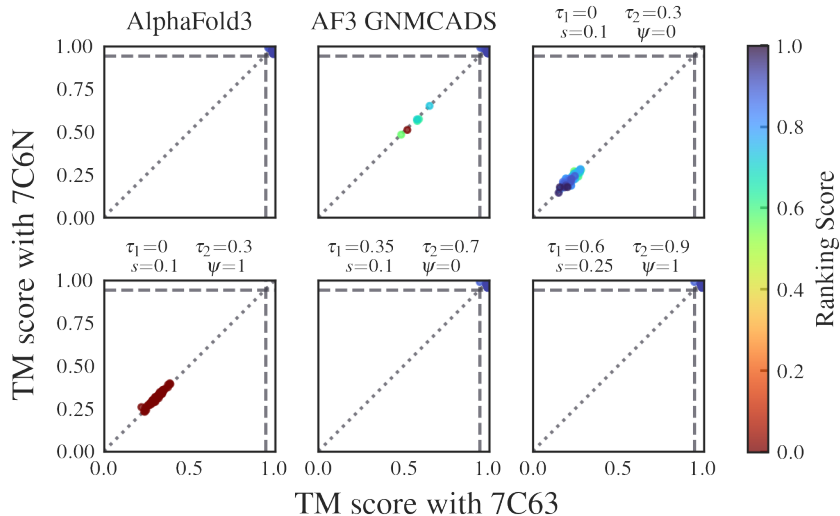 AlphaFold3
AF3 GNMCADS
τ₁=0 τ₂=0.3
s=0.1 ψ=0
1.00
0.75
0.50
0.25
0.00
τ₁=0 τ₂=0.3
s=0.1 ψ=1
τ₁=0.35 τ₂=0.7
s=0.1 ψ=0
τ₁=0.6 τ₂=0.9
s=0.25 ψ=1
1.00
0.75
0.50
0.25
0.00
0.0 0.5 1.0
0.0 0.5 1.0
0.0 0.5 1.0
TM score with 7C6N
TM score with 7C63
1.0
0.8
0.6
0.4
0.2
0.0
Ranking Score